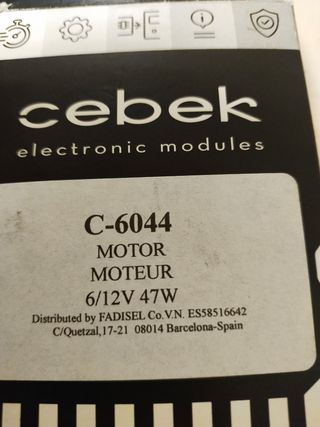 cebek
electronic modules
C-6044
MOTOR
MOTEUR
6/12V 47W
Distributed by FADISEL Co.V.N. ES58516642
C/Quetzal,17-21 08014 Barcelona-Spain